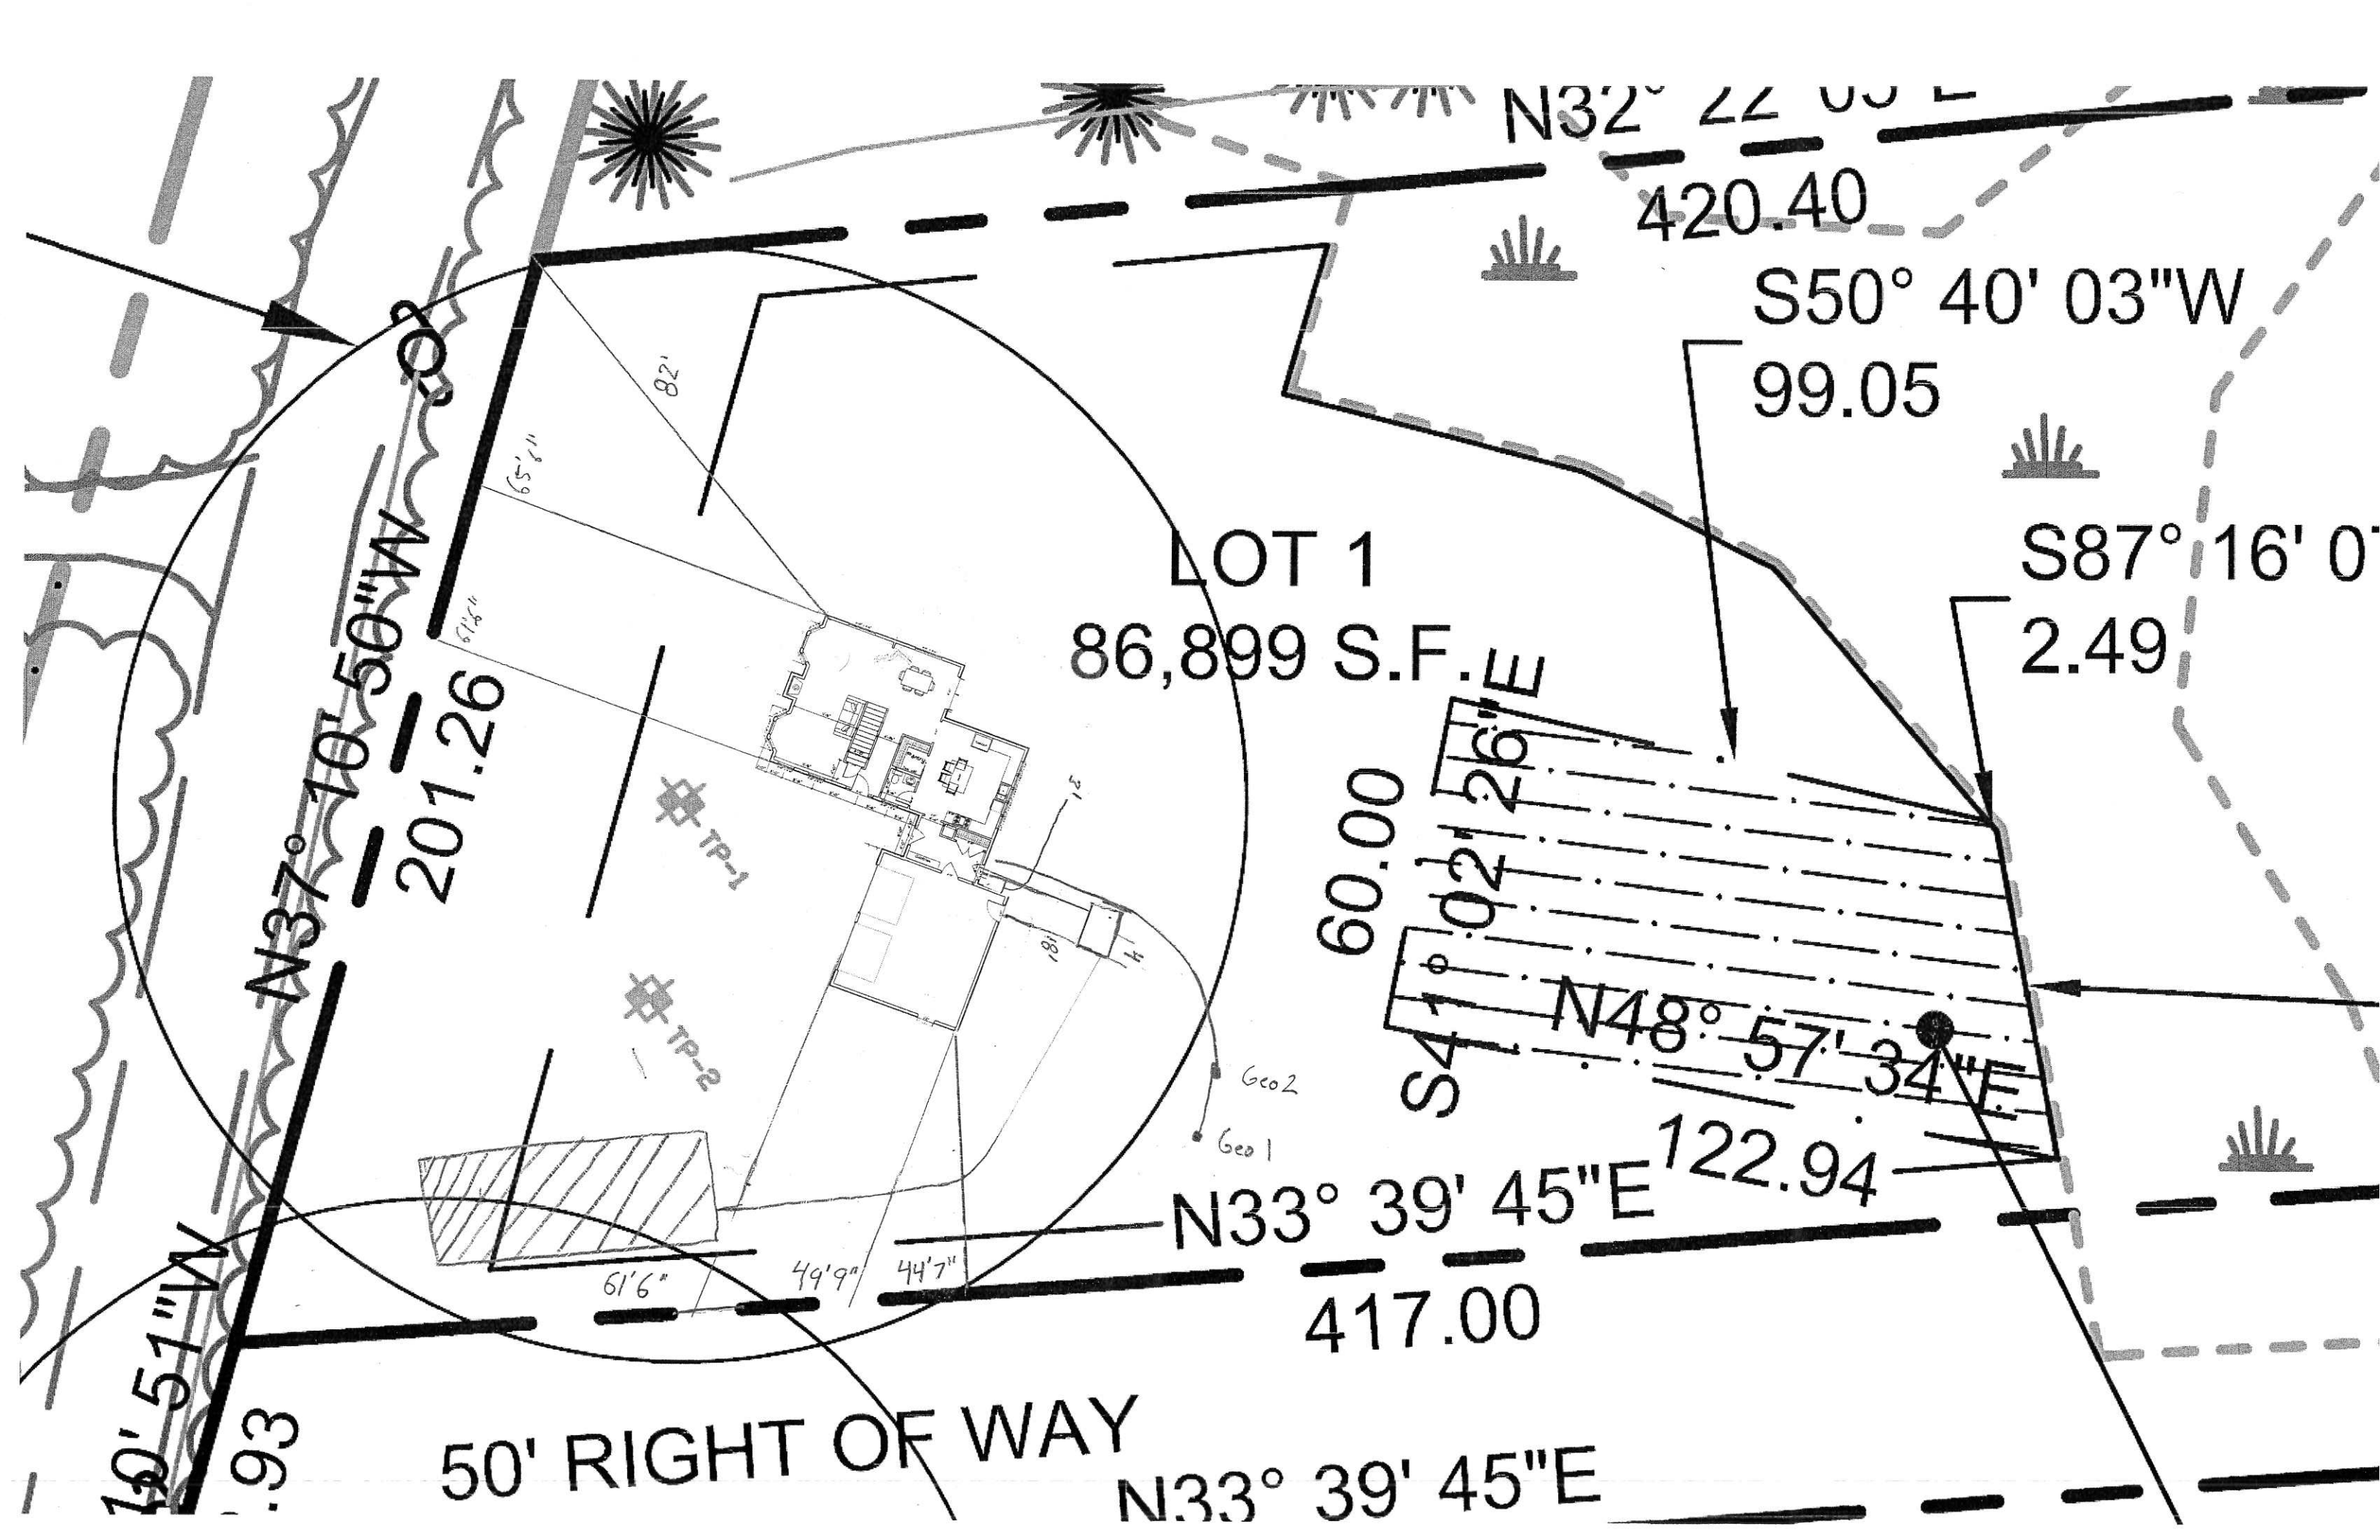 N32° 22' 05"E
420.40
S50° 40' 03"W
99.05
82'
65'6"
LOT 1
86,899 S.F.
S87° 16' 0
2.49
61'6"
N37° 10' 50"W
201.26
S41° 02' 26"E
60.00
3'
TP-1
18'
4'
TP-2
N48° 57' 34"E
122.94
Geo 2
Geo 1
N33° 39' 45"E
417.00
61'6"
49'9"
44'7"
10' 51"W
.93
50' RIGHT OF WAY
N33° 39' 45"E